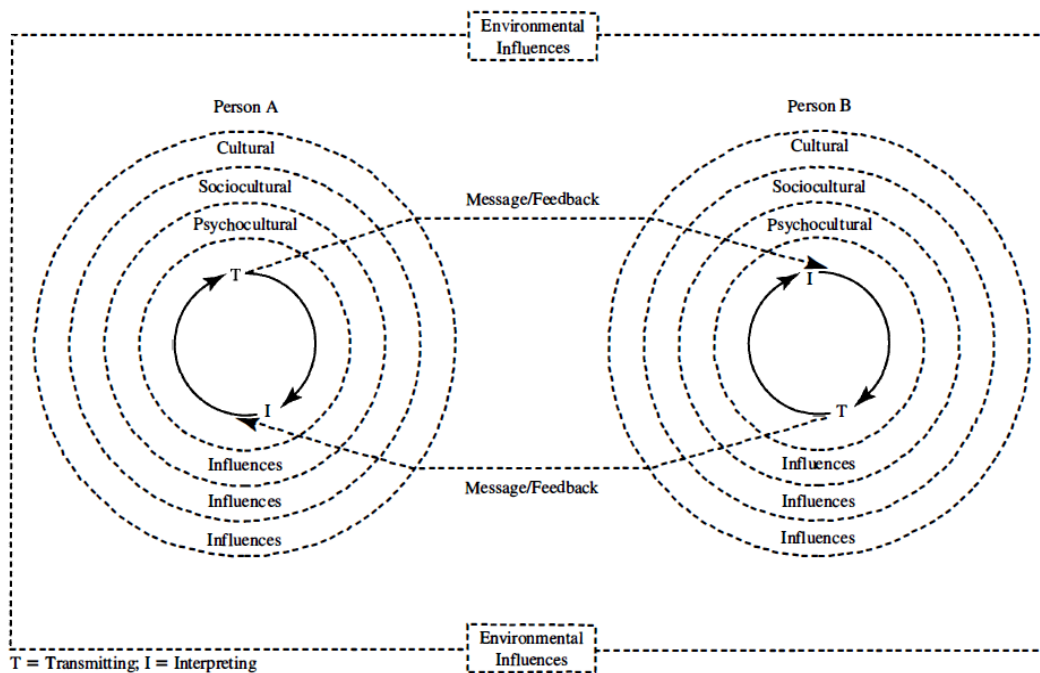 Environmental
Influences
Person A
Person B
Cultural
Cultural
Sociocultural
Sociocultural
Message/Feedback
Psychocultural
Psychocultural
T
I
I
T
Influences
Influences
Message/Feedback
Influences
Influences
Influences
Influences
Environmental
Influences
T = Transmitting; I = Interpreting